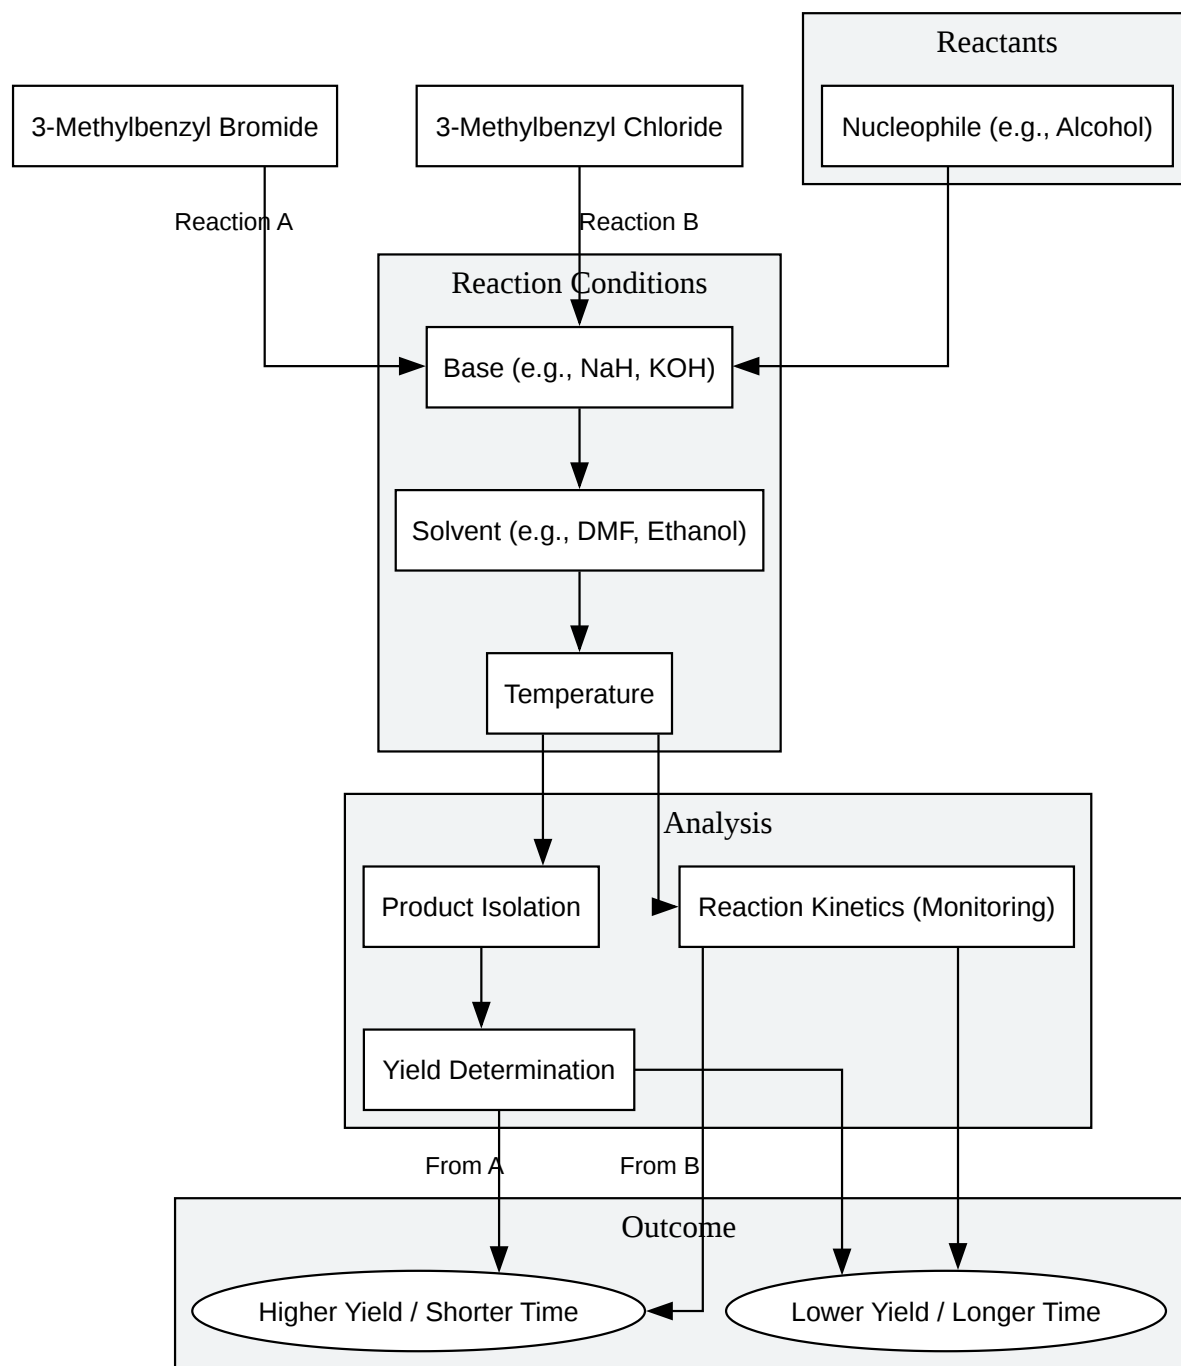 Reactants
3-Methylbenzyl Bromide
3-Methylbenzyl Chloride
Nucleophile (e.g., Alcohol)
Reaction A
Reaction B
Reaction Conditions
Base (e.g., NaH, KOH)
Solvent (e.g., DMF, Ethanol)
Temperature
Analysis
Product Isolation
Reaction Kinetics (Monitoring)
Yield Determination
From A
From B
Outcome
Higher Yield / Shorter Time
Lower Yield / Longer Time